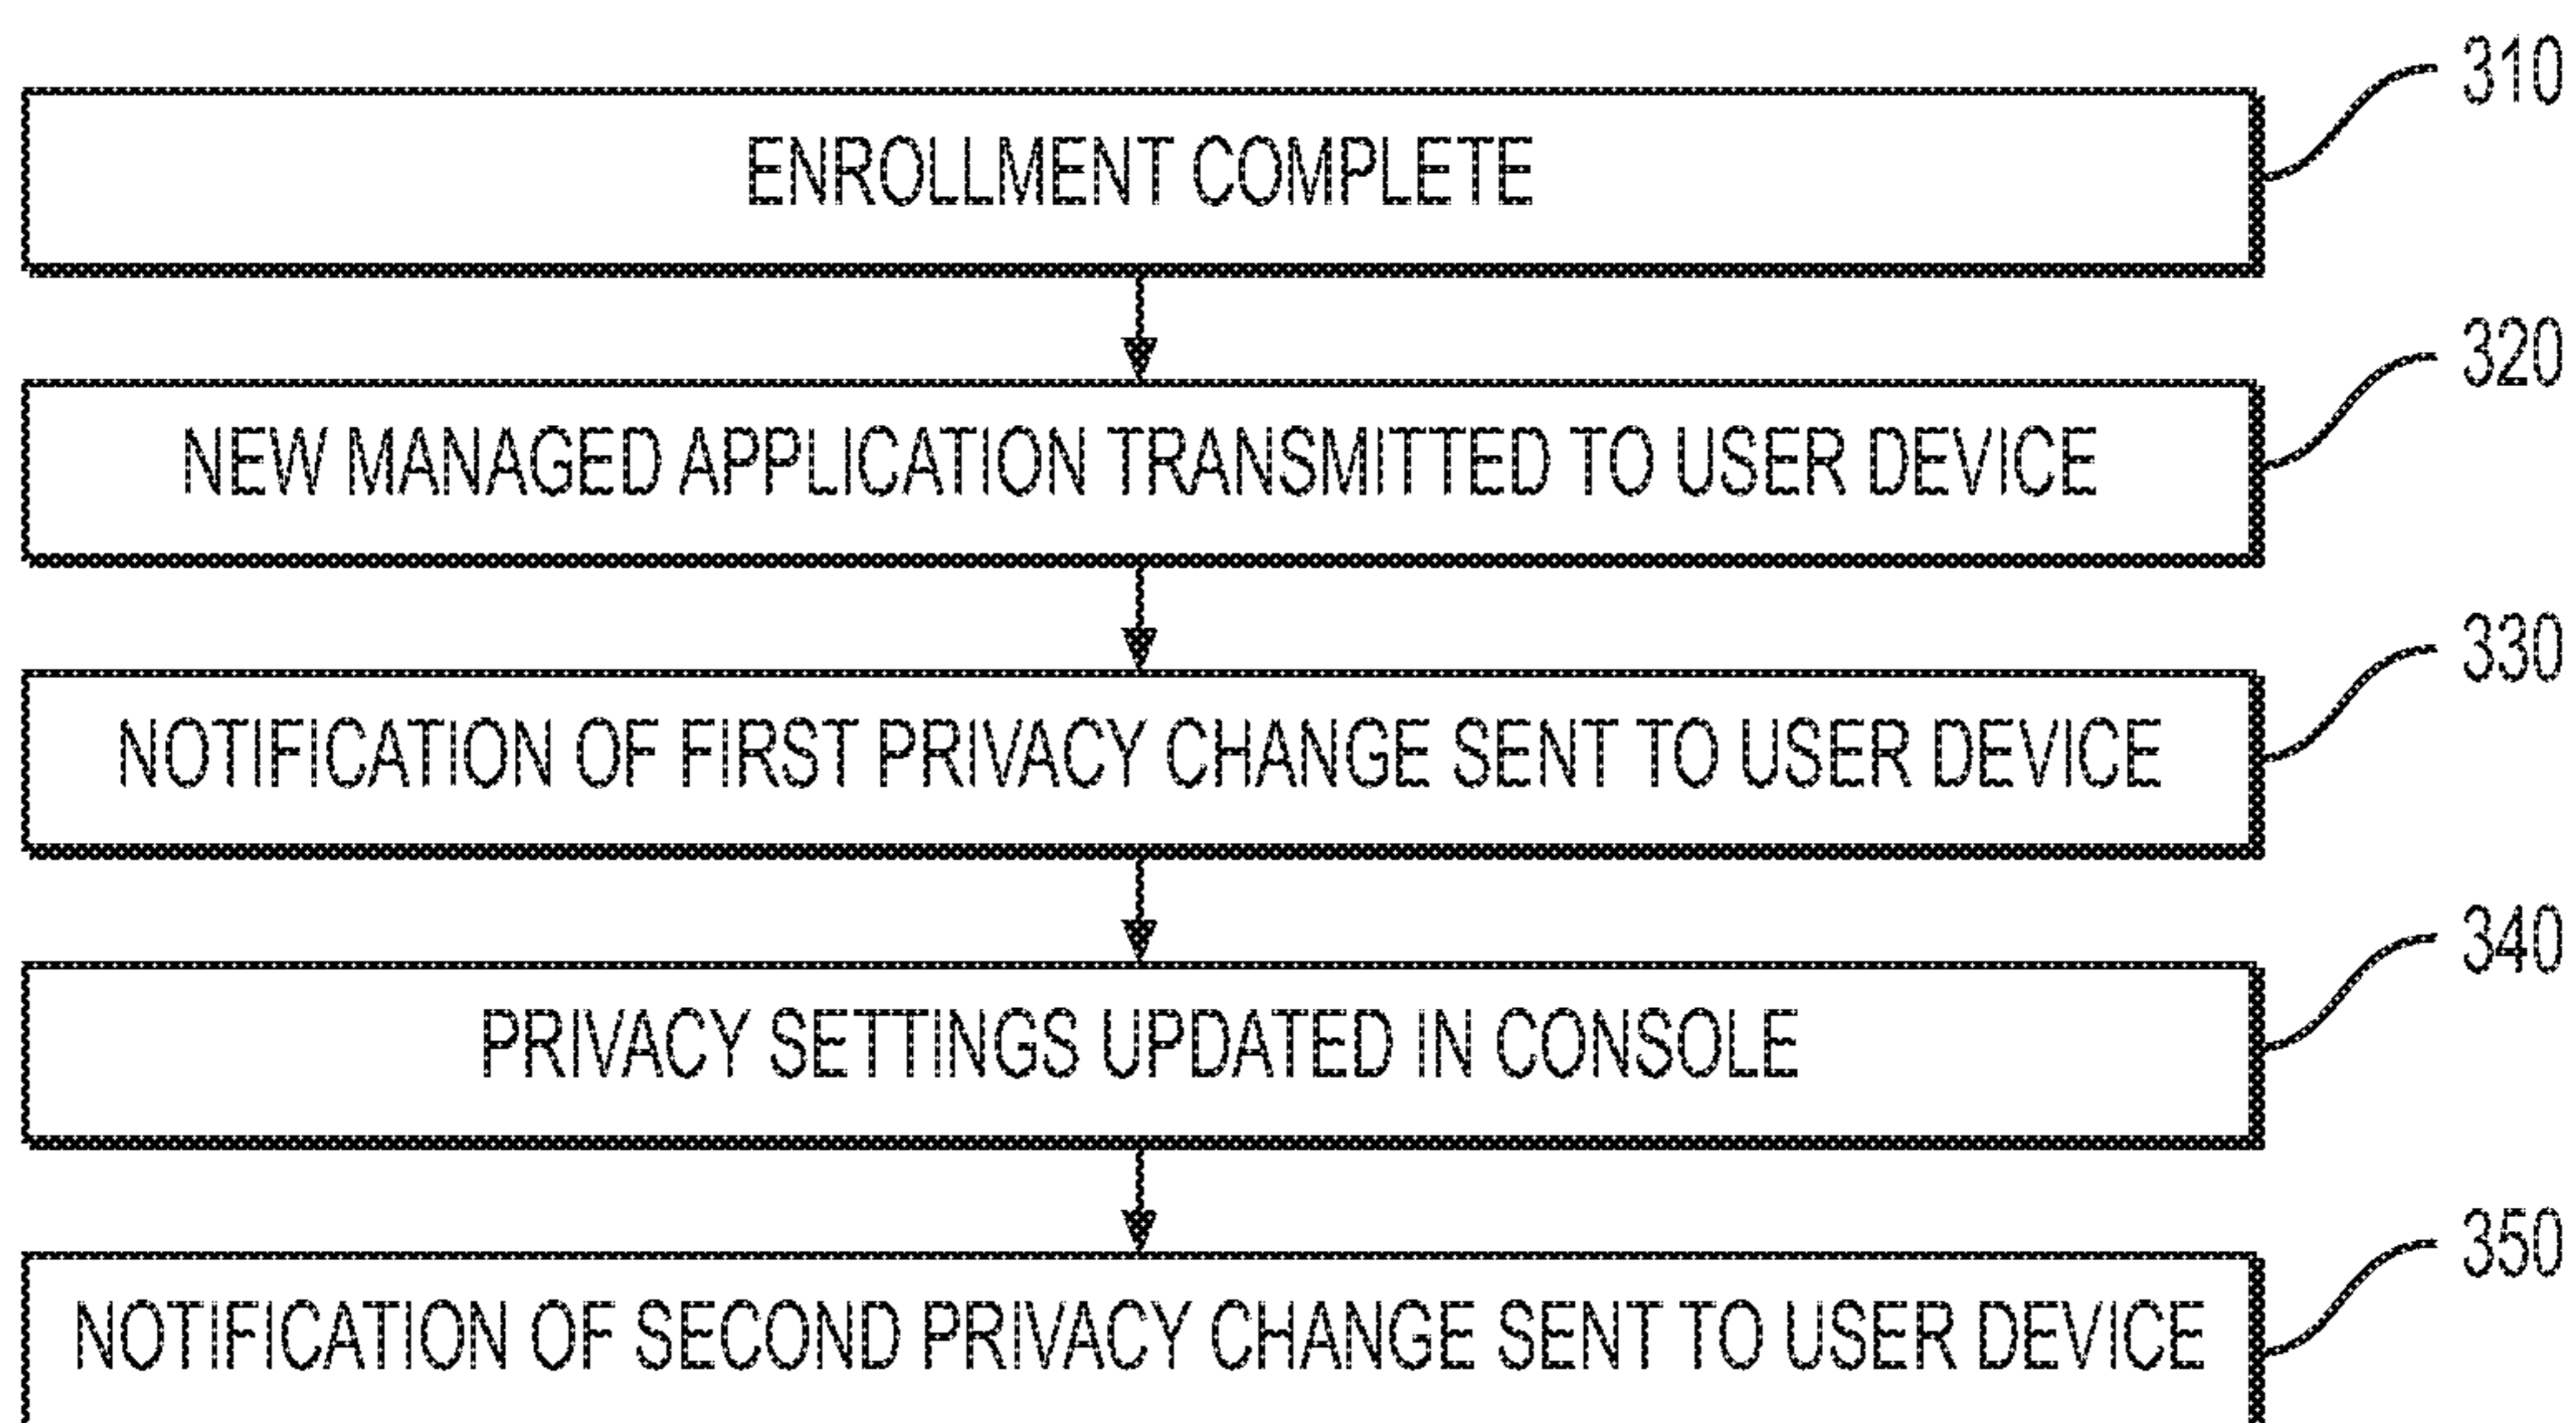 310
ENROLLMENT COMPLETE
320
NEW MANAGED APPLICATION TRANSMITTED TO USER DEVICE
330
NOTIFICATION OF FIRST PRIVACY CHANGE SENT TO USER DEVICE
340
PRIVACY SETTINGS UPDATED IN CONSOLE
350
NOTIFICATION OF SECOND PRIVACY CHANGE SENT TO USER DEVICE